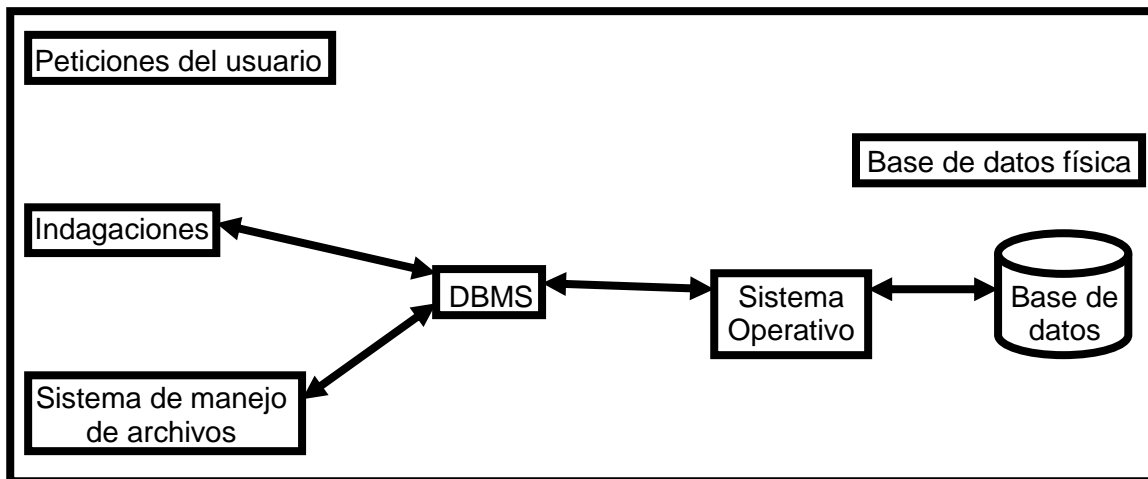 Peticiones del usuario
Base de datos física
Indagaciones
DBMS
Sistema
Operativo
Base de
datos
Sistema de manejo
de archivos